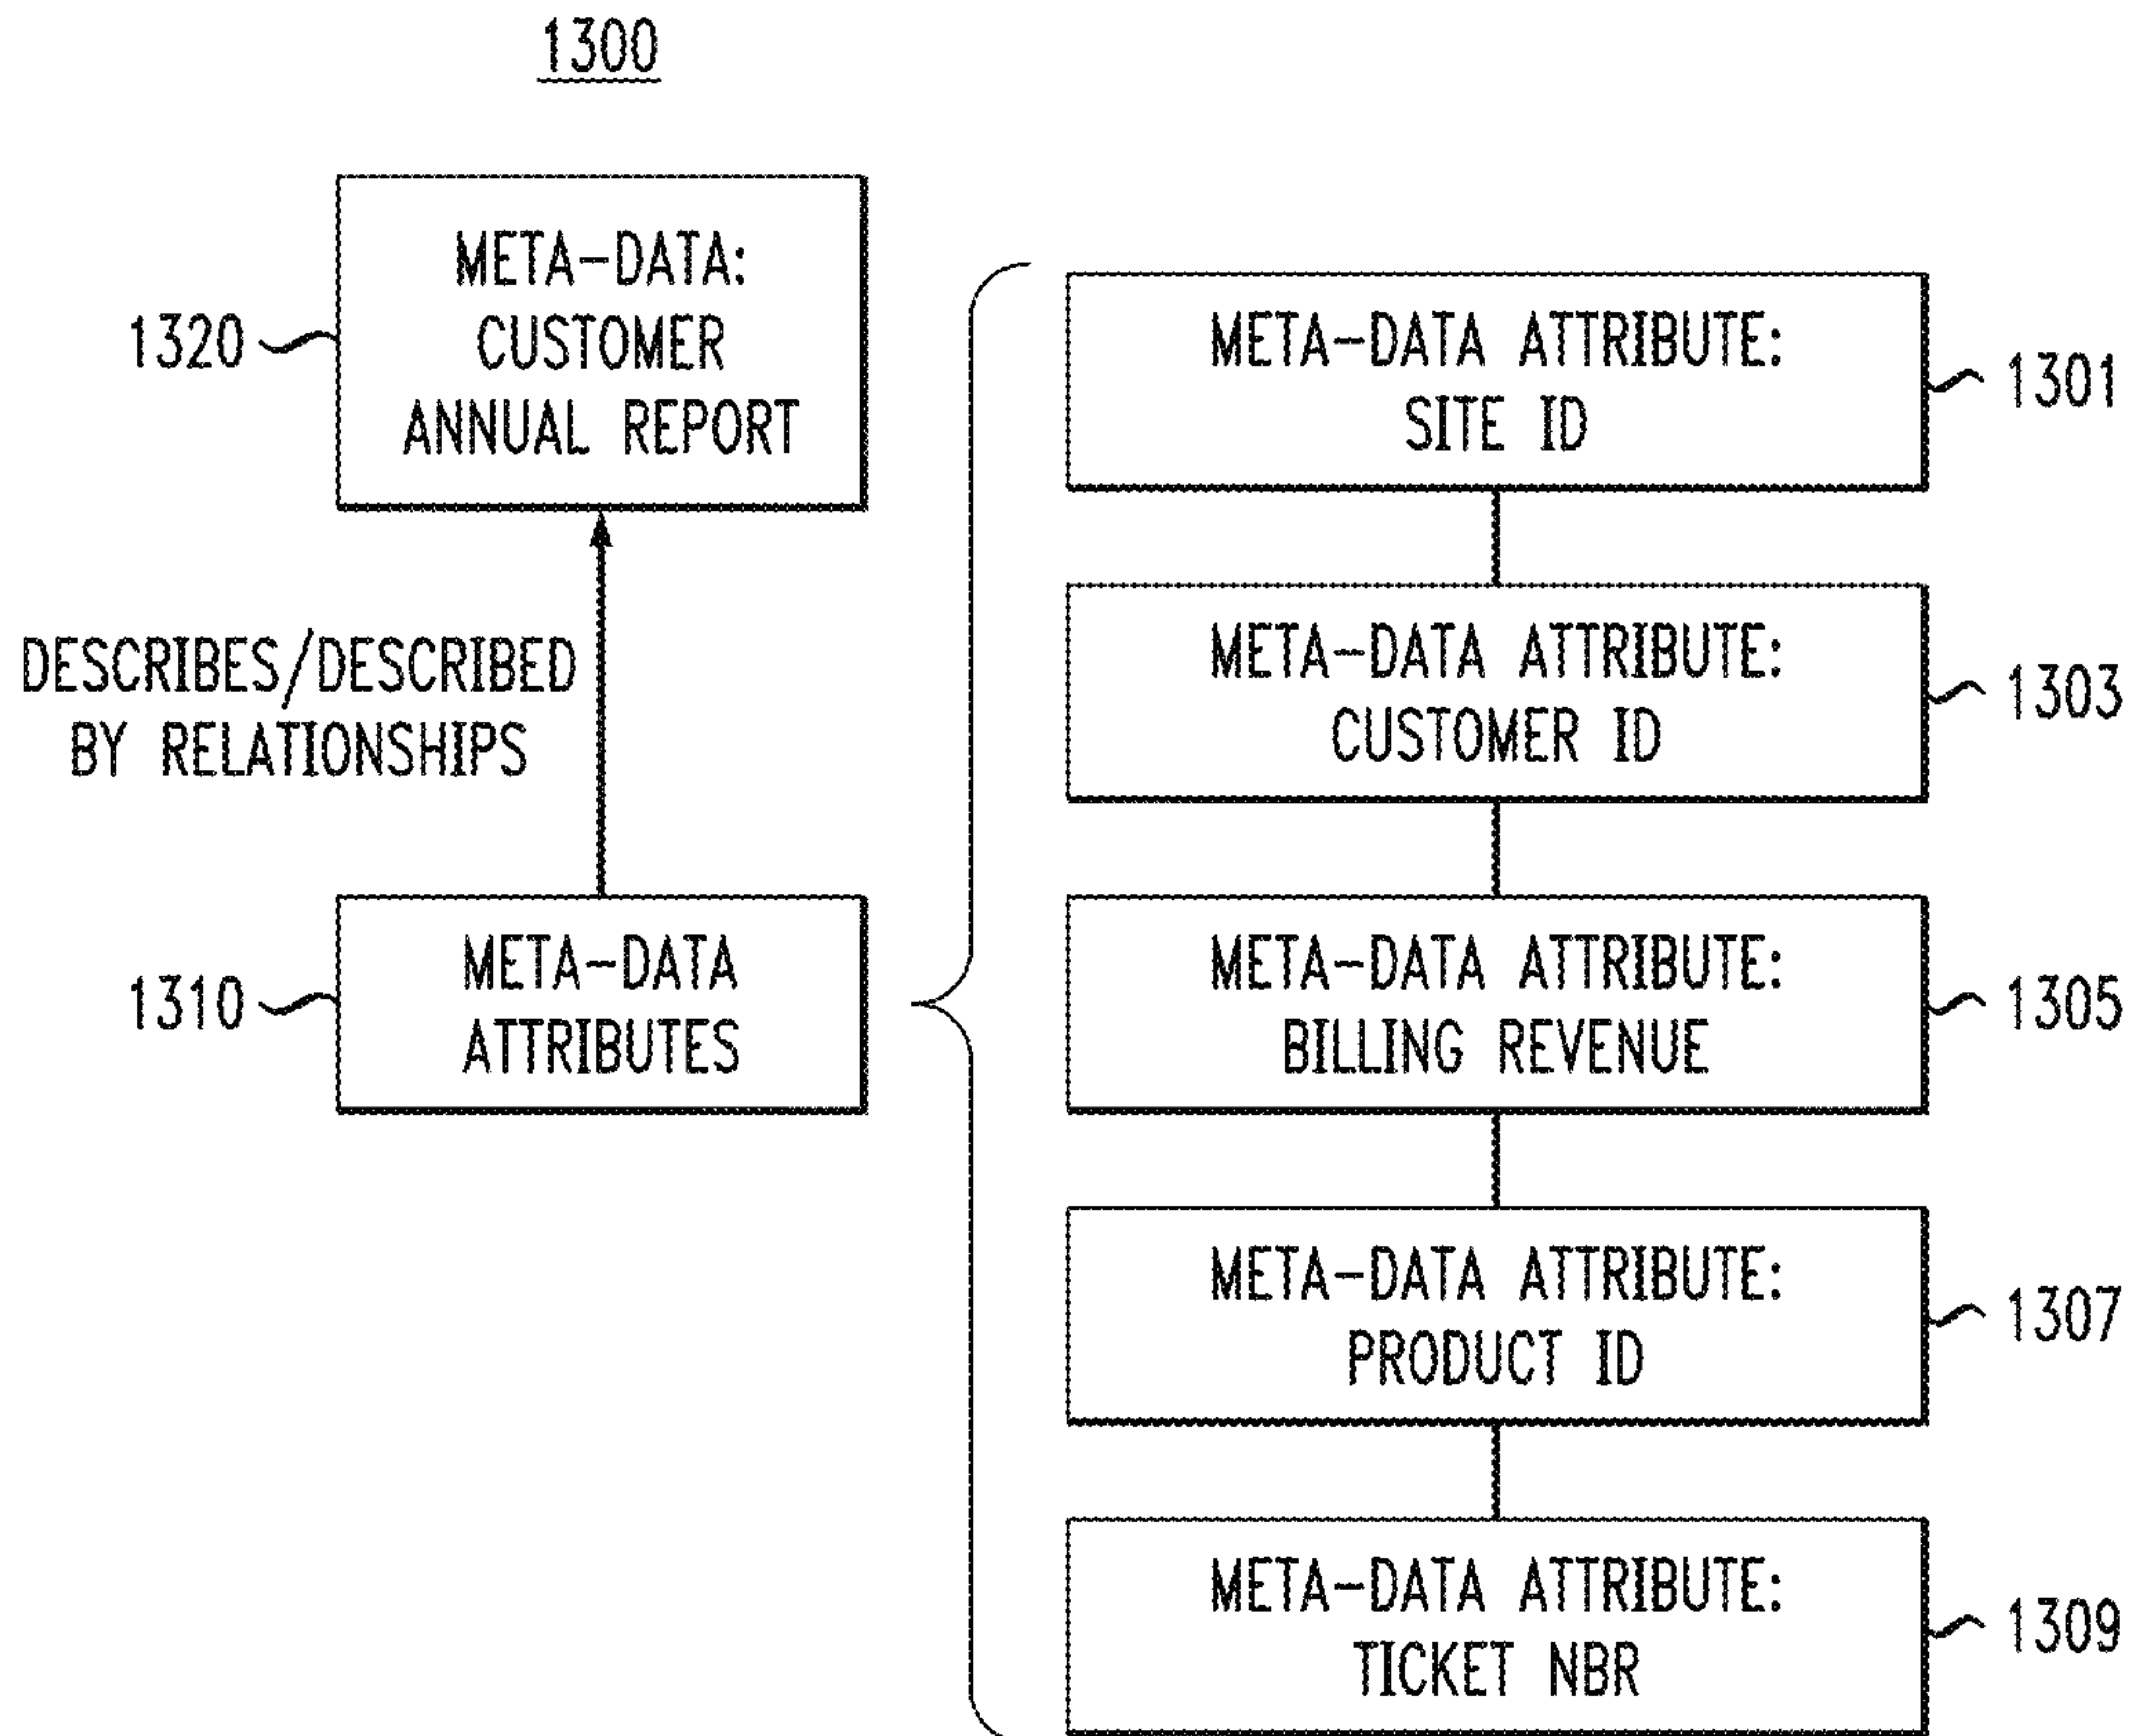 1300
META-DATA:
CUSTOMER
ANNUAL REPORT
1320
DESCRIBES/DESCRIBED
BY RELATIONSHIPS
META-DATA
ATTRIBUTES
1310
META-DATA ATTRIBUTE:
SITE ID
1301
META-DATA ATTRIBUTE:
CUSTOMER ID
1303
META-DATA ATTRIBUTE:
BILLING REVENUE
1305
META-DATA ATTRIBUTE:
PRODUCT ID
1307
META-DATA ATTRIBUTE:
TICKET NBR
1309